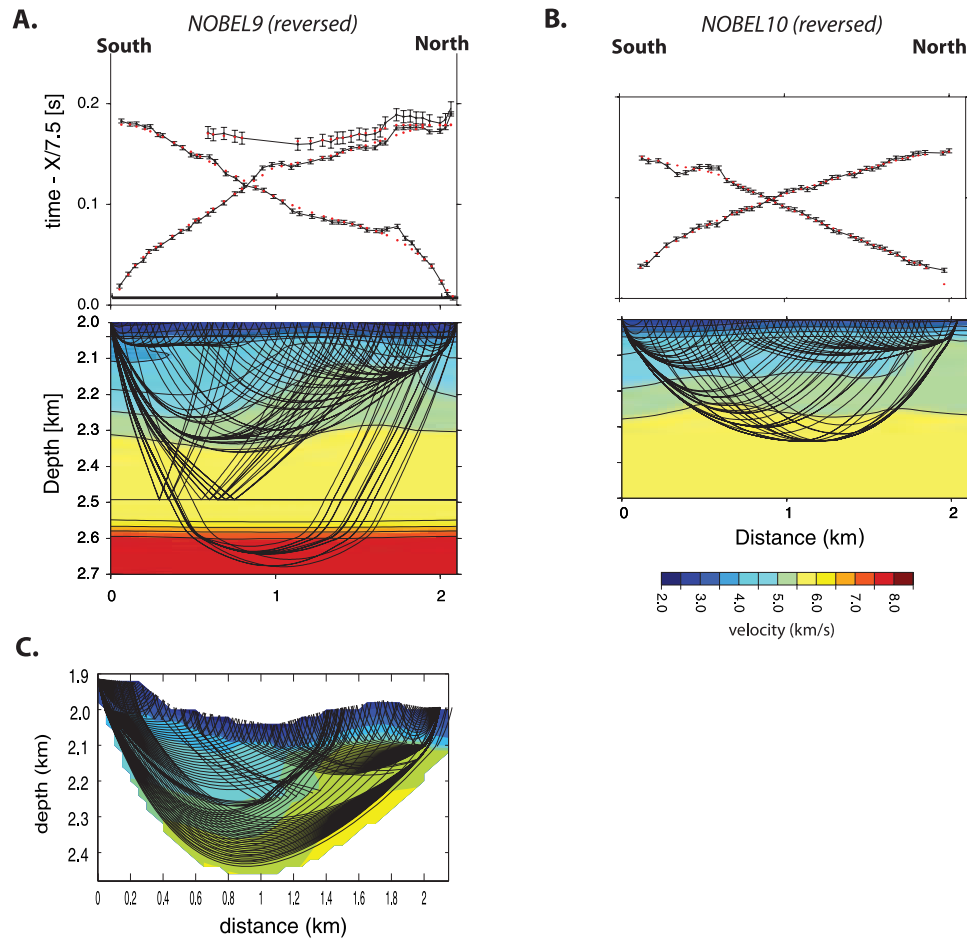 A.
NOBEL9 (reversed)
South
North
time - X/7.5 [s]
0.2
0.1
0.0
2.0
2.1
2.2
2.3
2.4
2.5
2.6
2.7
Depth [km]
0
1
2
B.
NOBEL10 (reversed)
South
North
0
1
2
Distance (km)
2.0
3.0
4.0
5.0
6.0
7.0
8.0
velocity (km/s)
C.
1.9
2.0
2.1
2.2
2.3
2.4
depth (km)
0 0.2 0.4 0.6 0.8 1 1.2 1.4 1.6 1.8 2
distance (km)